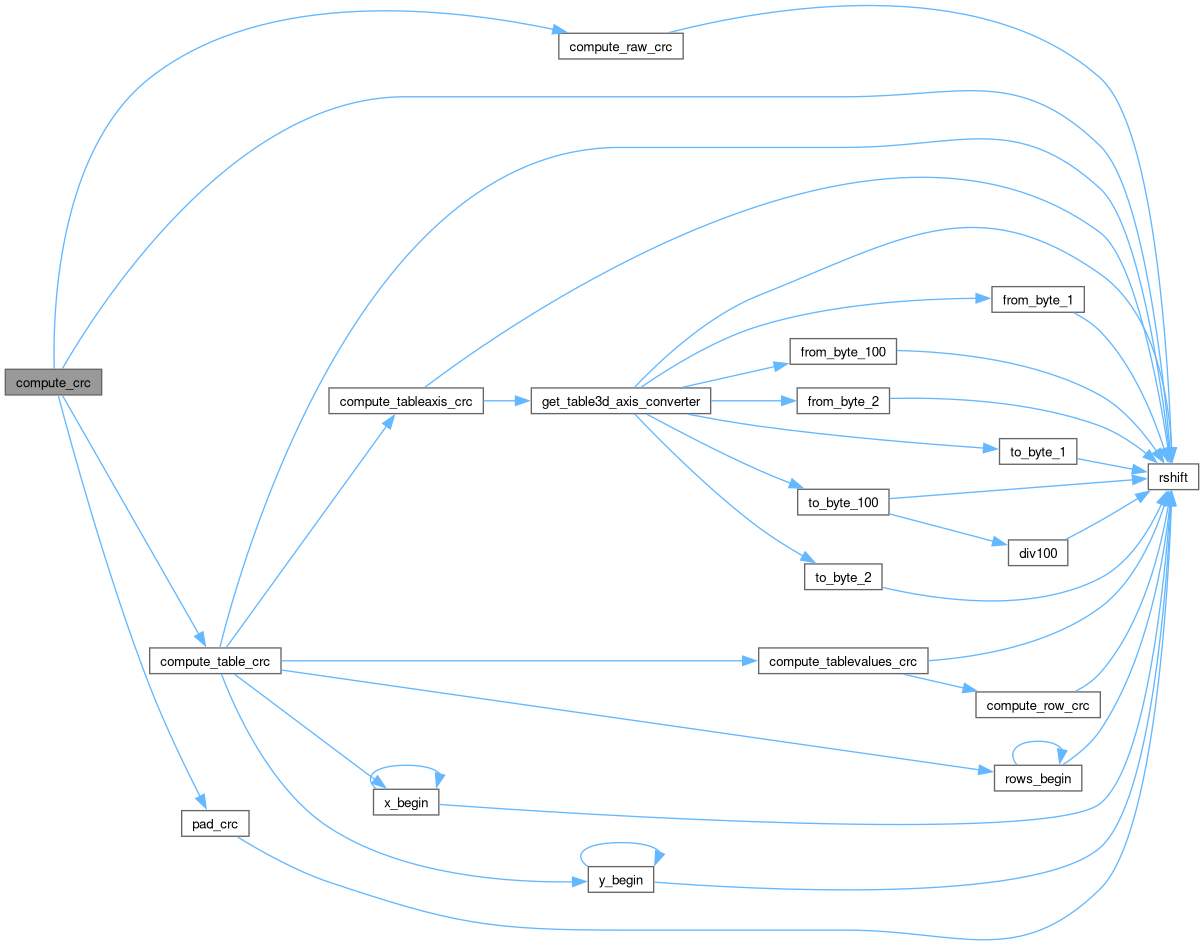 compute_raw_crc
from_byte_1
from_byte_100
compute_crc
compute_tableaxis_crc
get_table3d_axis_converter
from_byte_2
to_byte_1
rshift
to_byte_100
div100
to_byte_2
compute_table_crc
compute_tablevalues_crc
compute_row_crc
rows_begin
x_begin
pad_crc
y_begin